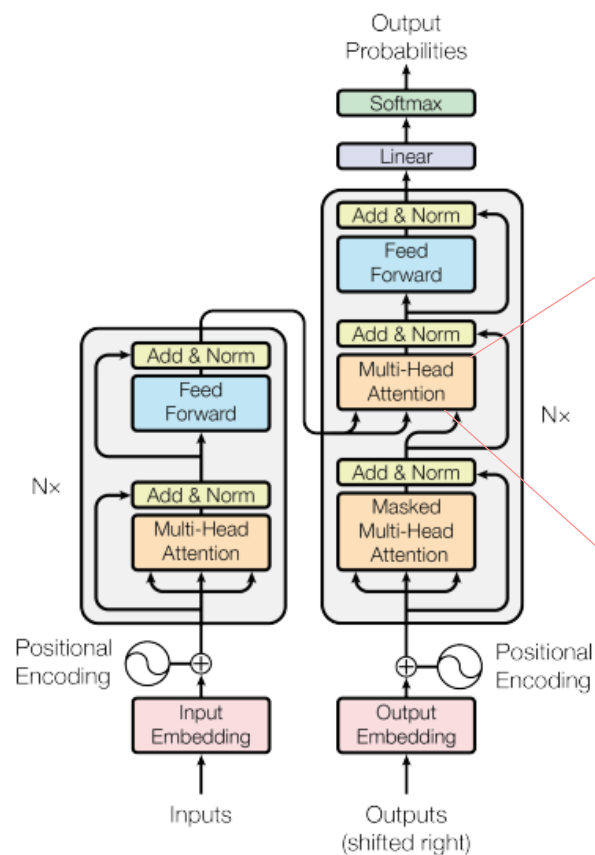 Output
Probabilities
Softmax
Linear
Add & Norm
Feed
Forward
Add & Norm
Multi-Head
Attention
Add & Norm
Masked
Multi-Head
Attention
N×
Add & Norm
Feed
Forward
Add & Norm
Multi-Head
Attention
N×
Positional
Encoding
Positional
Encoding
Input
Embedding
Output
Embedding
Inputs
Outputs
(shifted right)